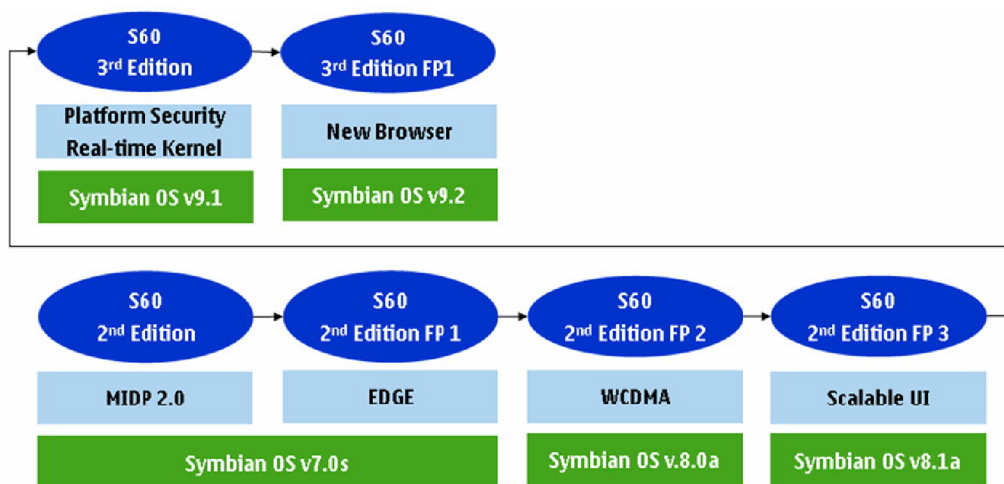 S60
3rd Edition
S60
3rd Edition FP1
Platform Security
Real-time Kernel
New Browser
Symbian OS v9.1
Symbian OS v9.2
S60
2nd Edition
S60
2nd Edition FP 1
S60
2nd Edition FP 2
S60
2nd Edition FP 3
MIDP 2.0
EDGE
WCDMA
Scalable UI
Symbian OS v7.0s
Symbian OS v.8.0a
Symbian OS v8.1a